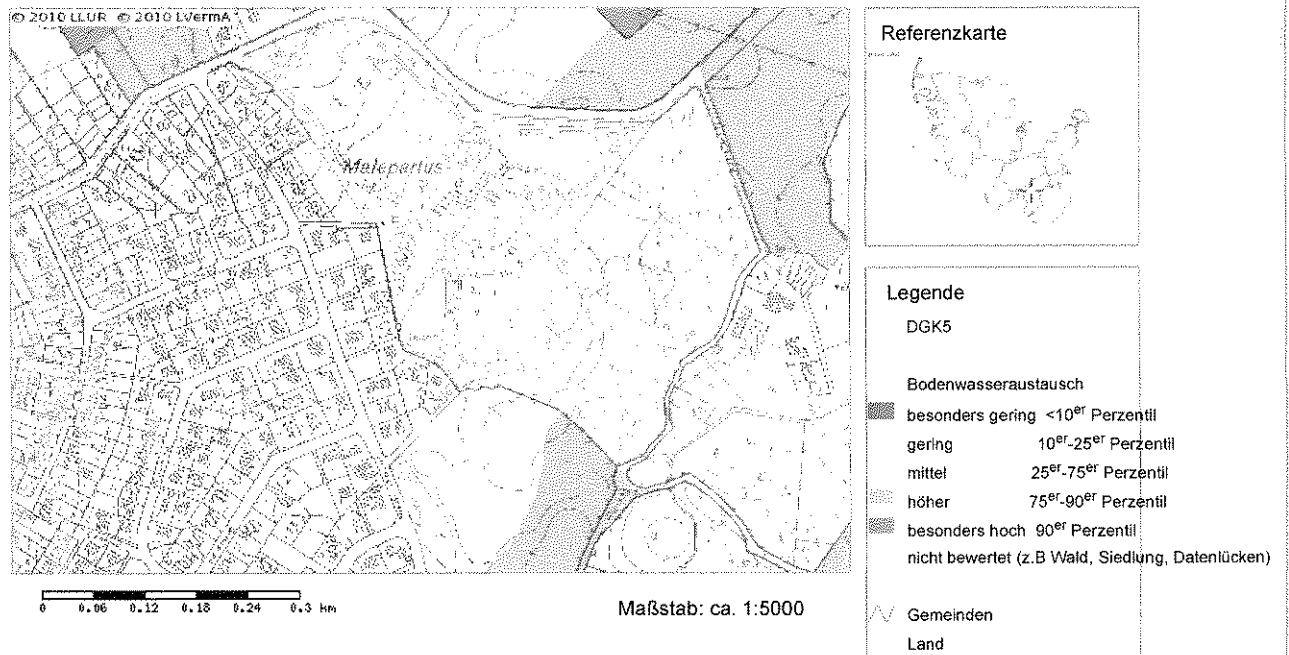 © 2010 LLUR © 2010 LVermA
Malepartus
0 0.06 0.12 0.18 0.24 0.3 km
Maßstab: ca. 1:5000
Referenzkarte
Legende
DGK5
Bodenwasseraustausch
besonders gering <10er Perzentil
gering 10er-25er Perzentil
mittel 25er-75er Perzentil
höher 75er-90er Perzentil
besonders hoch 90er Perzentil
nicht bewertet (z.B Wald, Siedlung, Datenlücken)
Gemeinden
Land